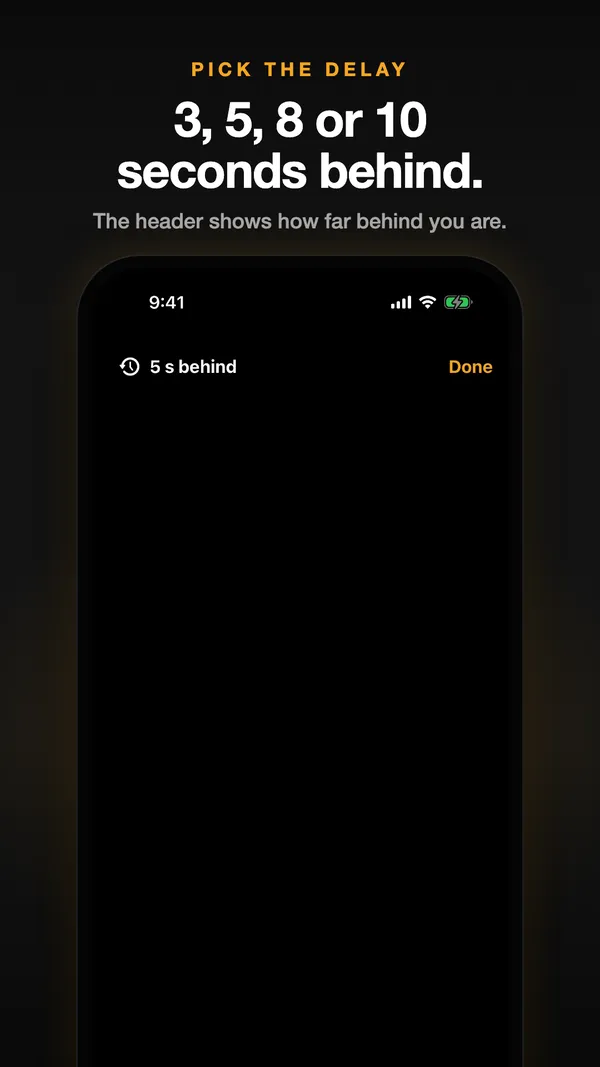 PICK THE DELAY
3, 5, 8 or 10
seconds behind.
The header shows how far behind you are.
9:41
5 s behind
Done